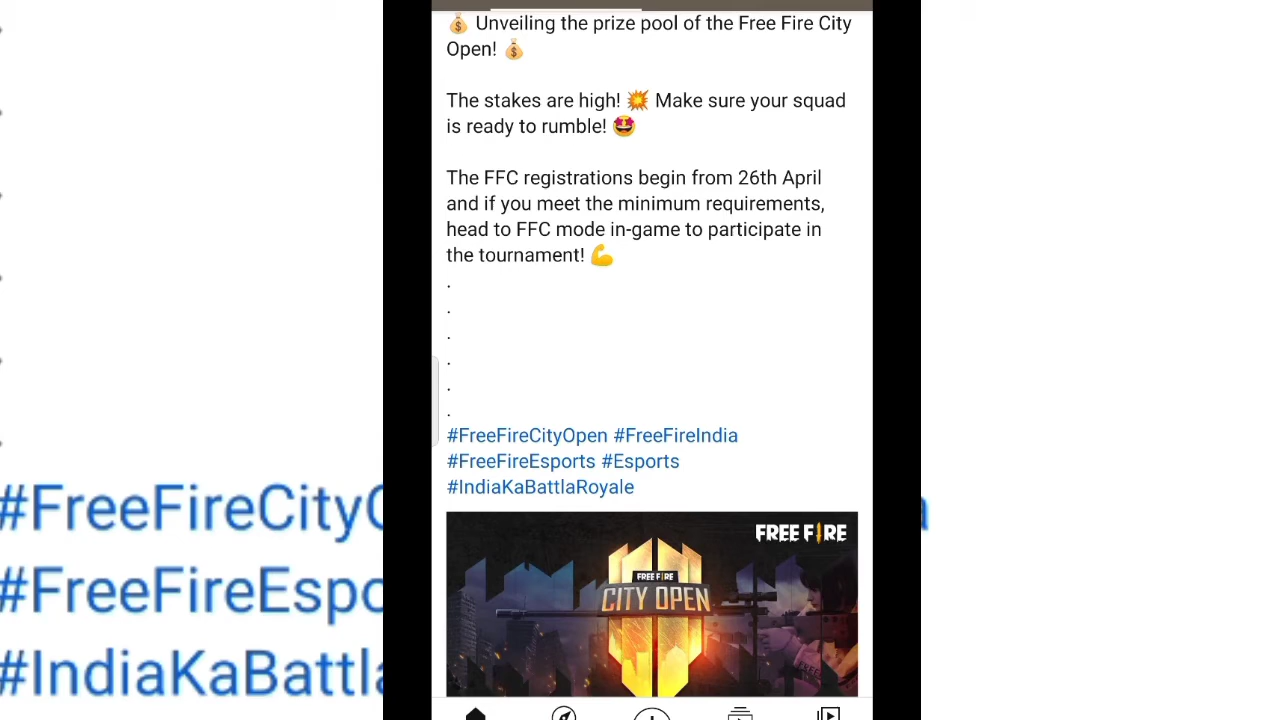 💰 Unveiling the prize pool of the Free Fire City
Open! 💰
The stakes are high! 💥 Make sure your squad
is ready to rumble! 🤩
The FFC registrations begin from 26th April
and if you meet the minimum requirements,
head to FFC mode in-game to participate in
the tournament! 💪
.
.
.
.
.
.
#FreeFireCityOpen #FreeFireIndia
#FreeFireEsports #Esports
#IndiaKaBattlaRoyale
FREE FIRE
FREE FIRE
CITY OPEN
#FreeFireCityO
#FreeFireEspo
#IndiaKaBattla